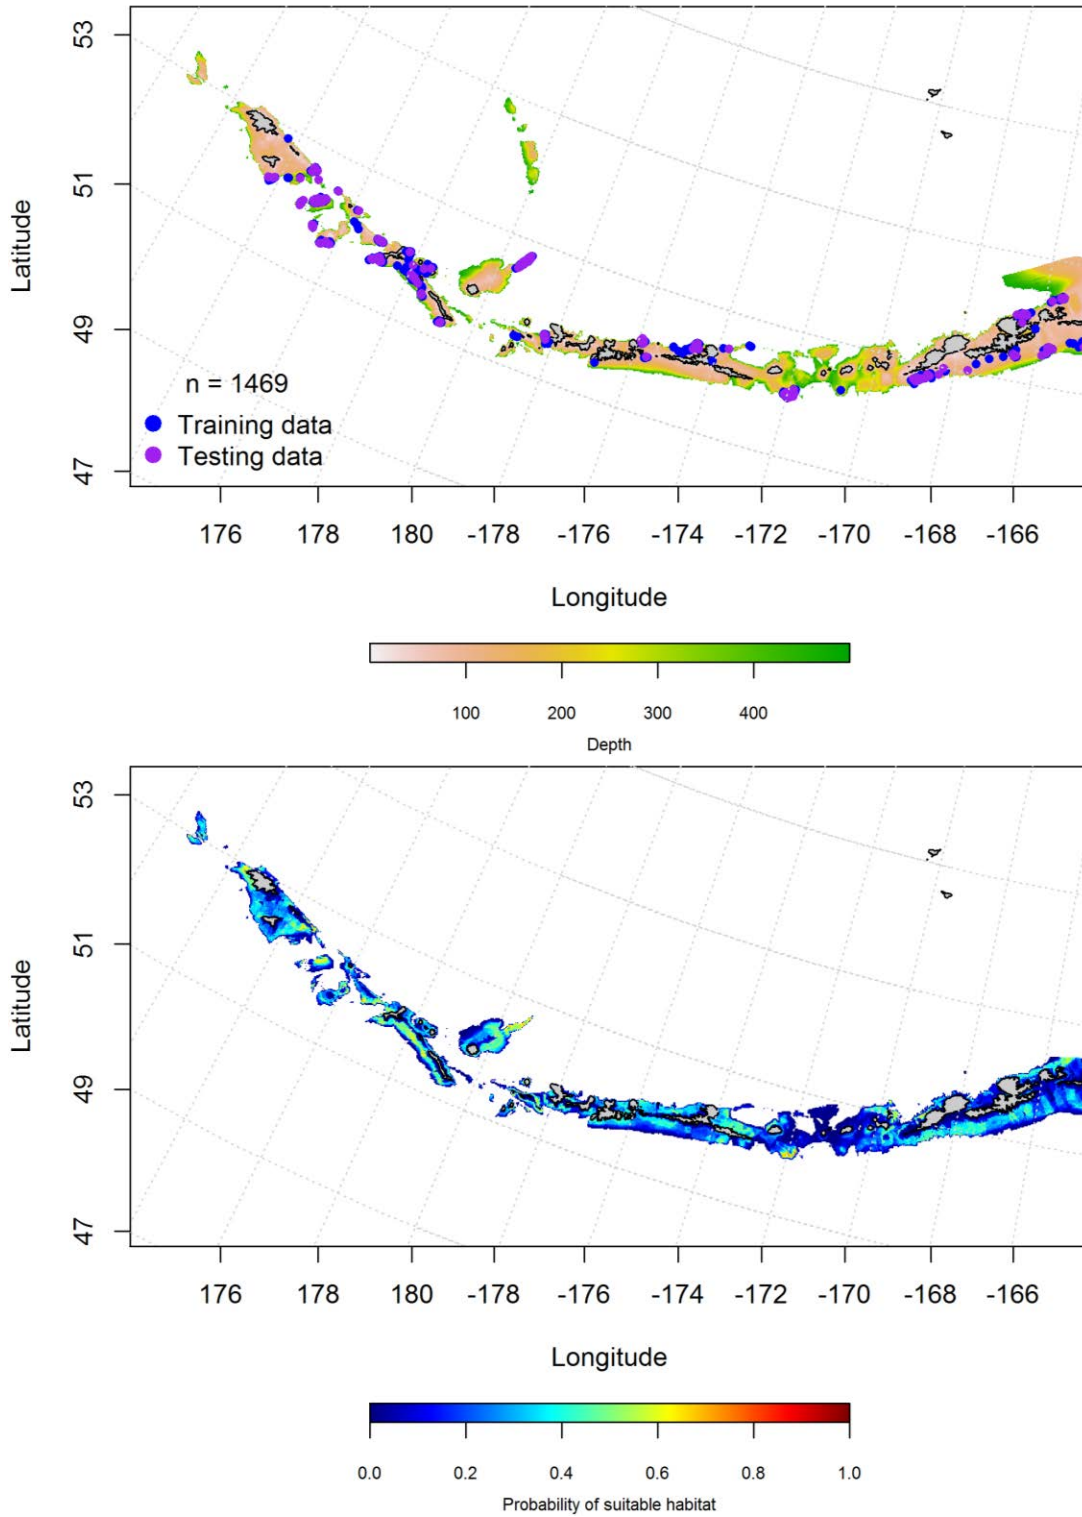 53
51
49
47
Latitude
n = 1469
Training data
Testing data
176 178 180 -178 -176 -174 -172 -170 -168 -166
Longitude
100 200 300 400
Depth
53
51
49
47
Latitude
176 178 180 -178 -176 -174 -172 -170 -168 -166
Longitude
0.0 0.2 0.4 0.6 0.8 1.0
Probability of suitable habitat